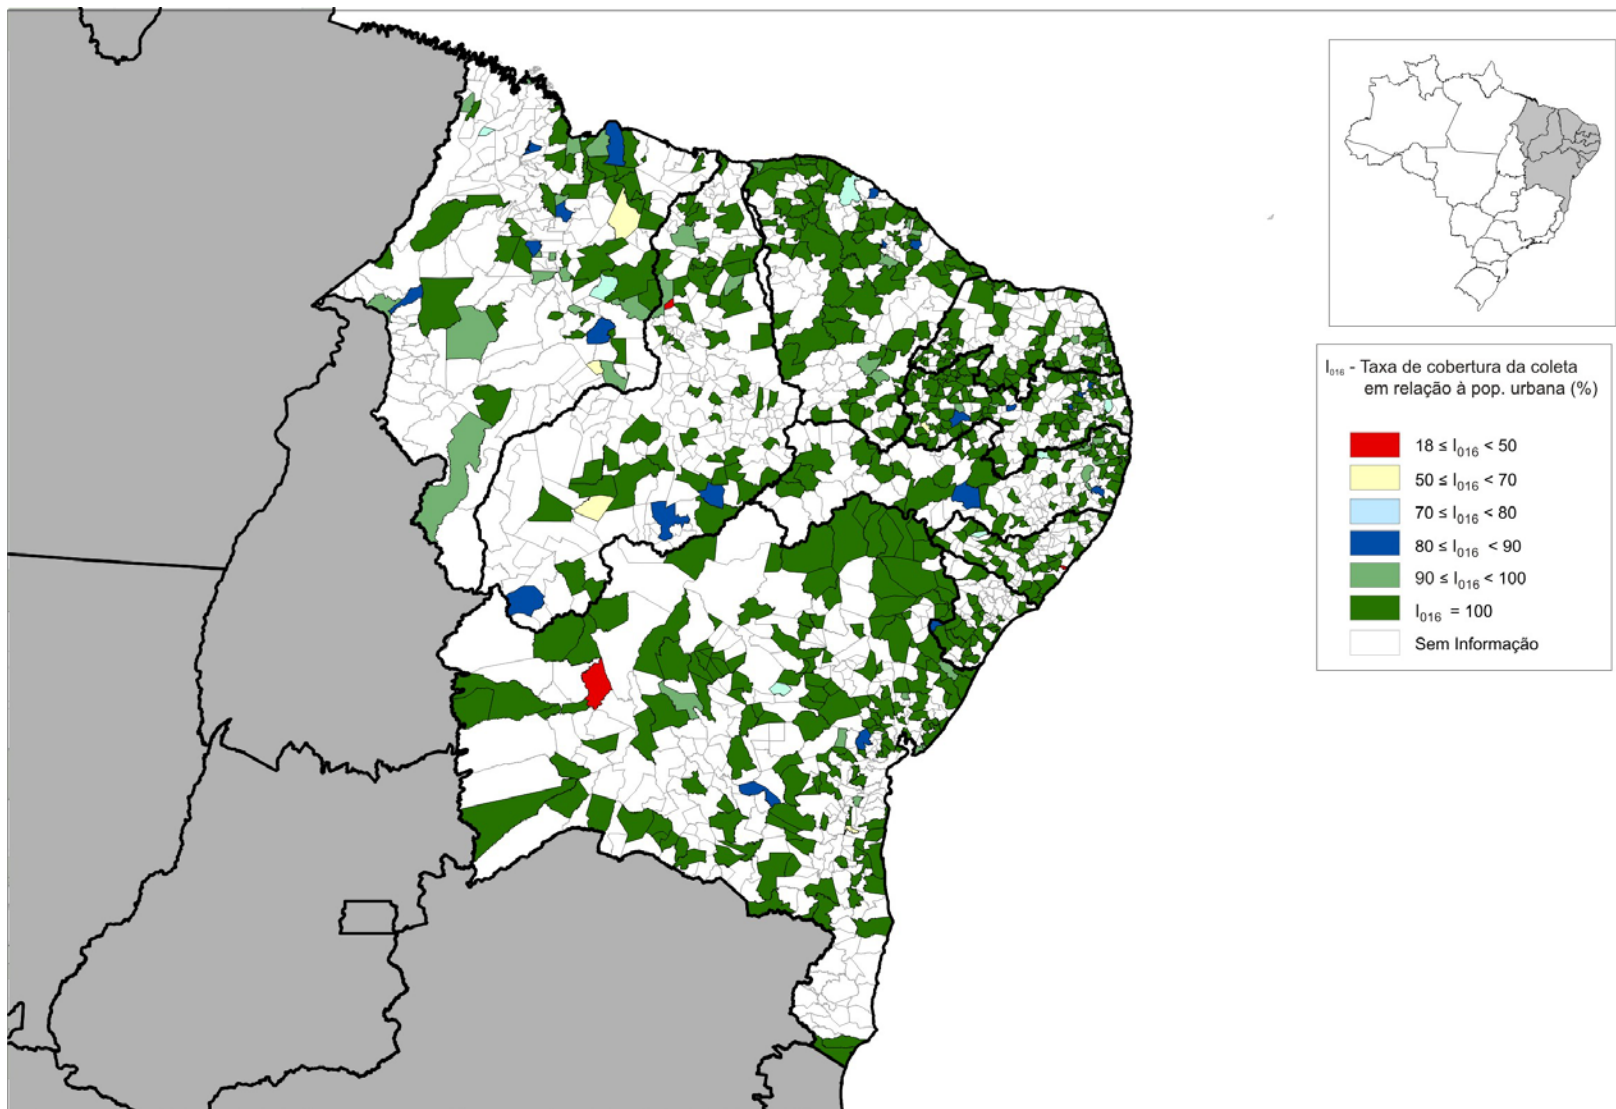 I₀₁₆ - Taxa de cobertura da coleta
em relação à pop. urbana (%)
18 ≤ I₀₁₆ < 50
50 ≤ I₀₁₆ < 70
70 ≤ I₀₁₆ < 80
80 ≤ I₀₁₆ < 90
90 ≤ I₀₁₆ < 100
I₀₁₆ = 100
Sem Informação